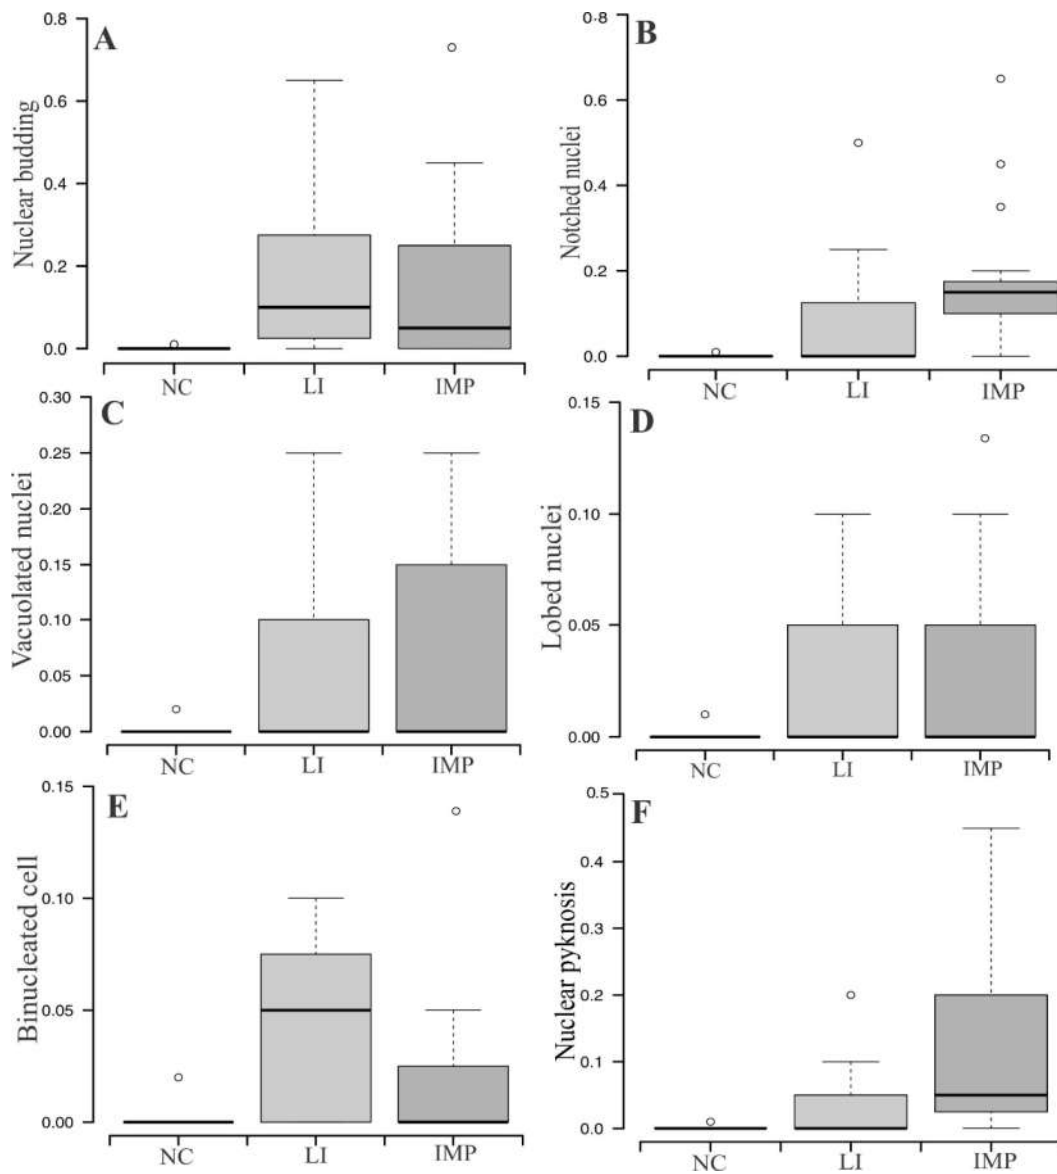 A
Nuclear budding
0.8
0.6
0.4
0.2
0.0
NC LI IMP
B
Notched nuclei
0.8
0.6
0.4
0.2
0.0
NC LI IMP
C
Vacuolated nuclei
0.30
0.25
0.20
0.15
0.10
0.05
0.00
NC LI IMP
D
Lobed nuclei
0.15
0.10
0.05
0.00
NC LI IMP
E
Binucleated cell
0.15
0.10
0.05
0.00
NC LI IMP
F
Nuclear pyknosis
0.5
0.4
0.3
0.2
0.1
0.0
NC LI IMP